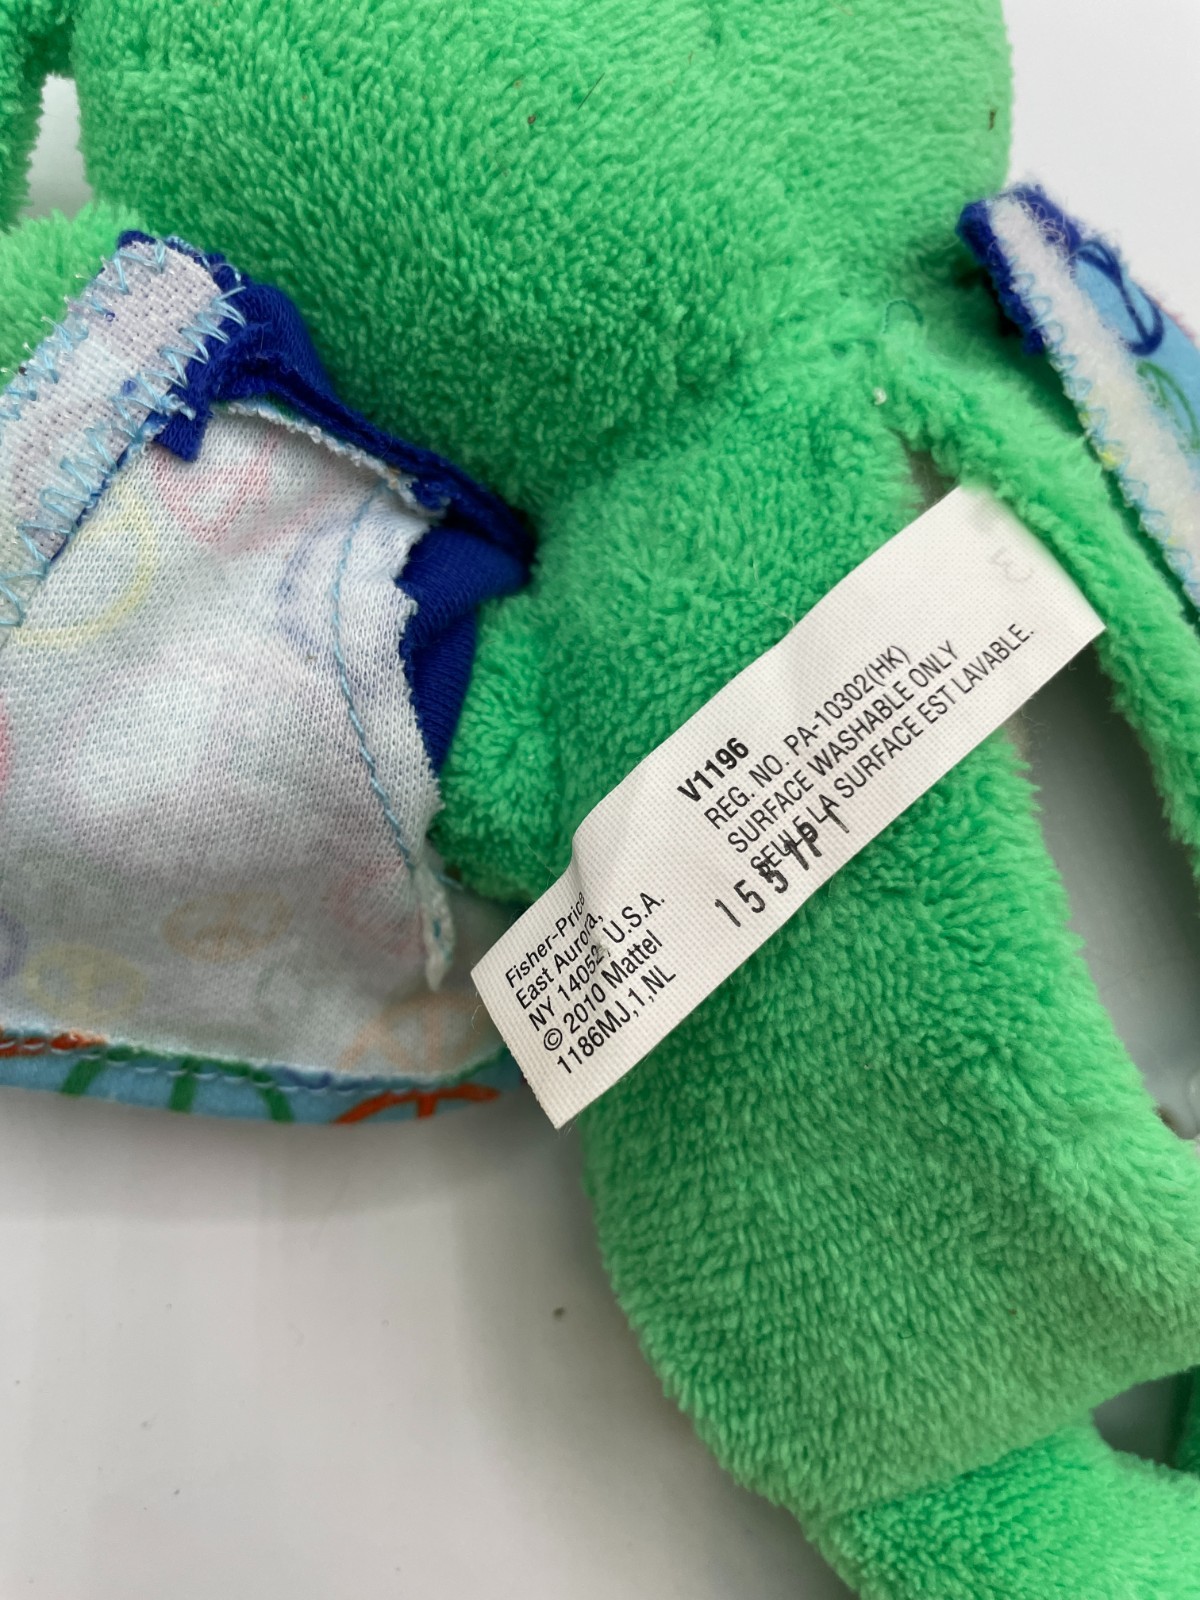 V1196
REG. NO. PA-10302(HK)
SURFACE WASHABLE ONLY
SEULE LA SURFACE EST LAVABLE.
Fisher-Price
East Aurora,
NY 14052, U.S.A.
© 2010 Mattel
1186MJ,1,NL